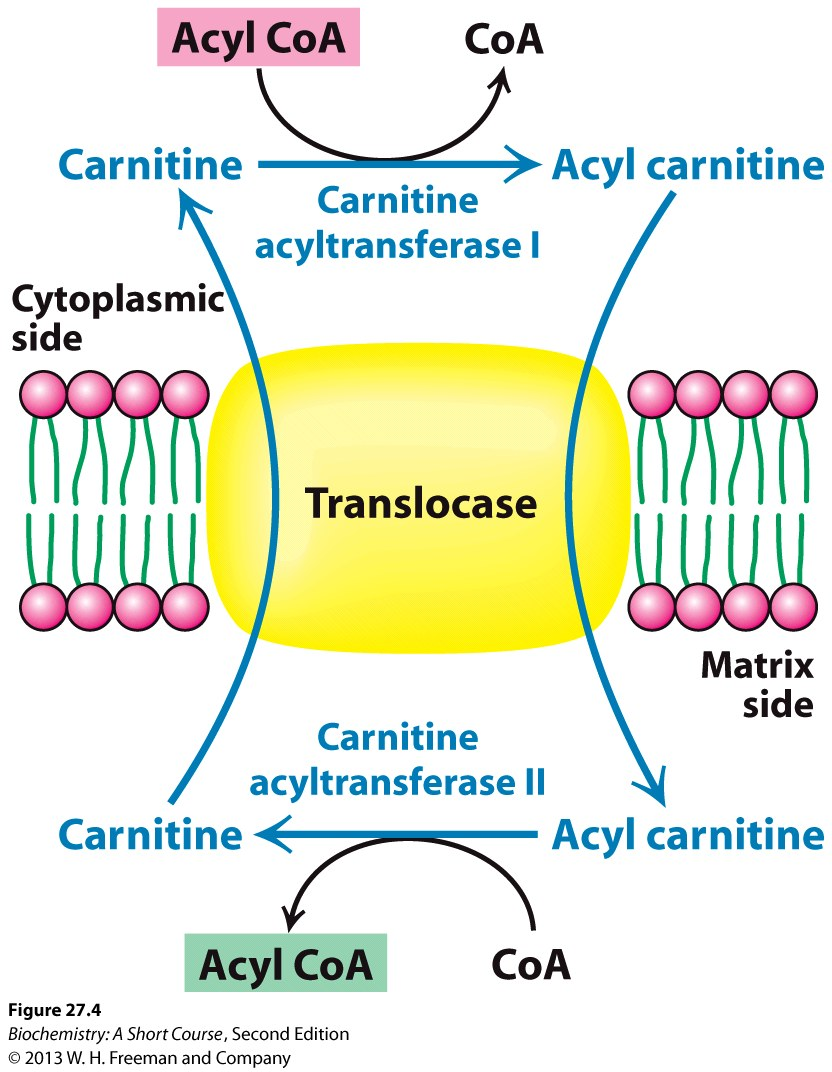 Acyl CoA
CoA
Carnitine
Acyl carnitine
Carnitine
acyltransferase I
Cytoplasmic
side
Translocase
Matrix
side
Carnitine
acyltransferase II
Carnitine
Acyl carnitine
Acyl CoA
CoA
Figure 27.4
Biochemistry: A Short Course, Second Edition
© 2013 W. H. Freeman and Company